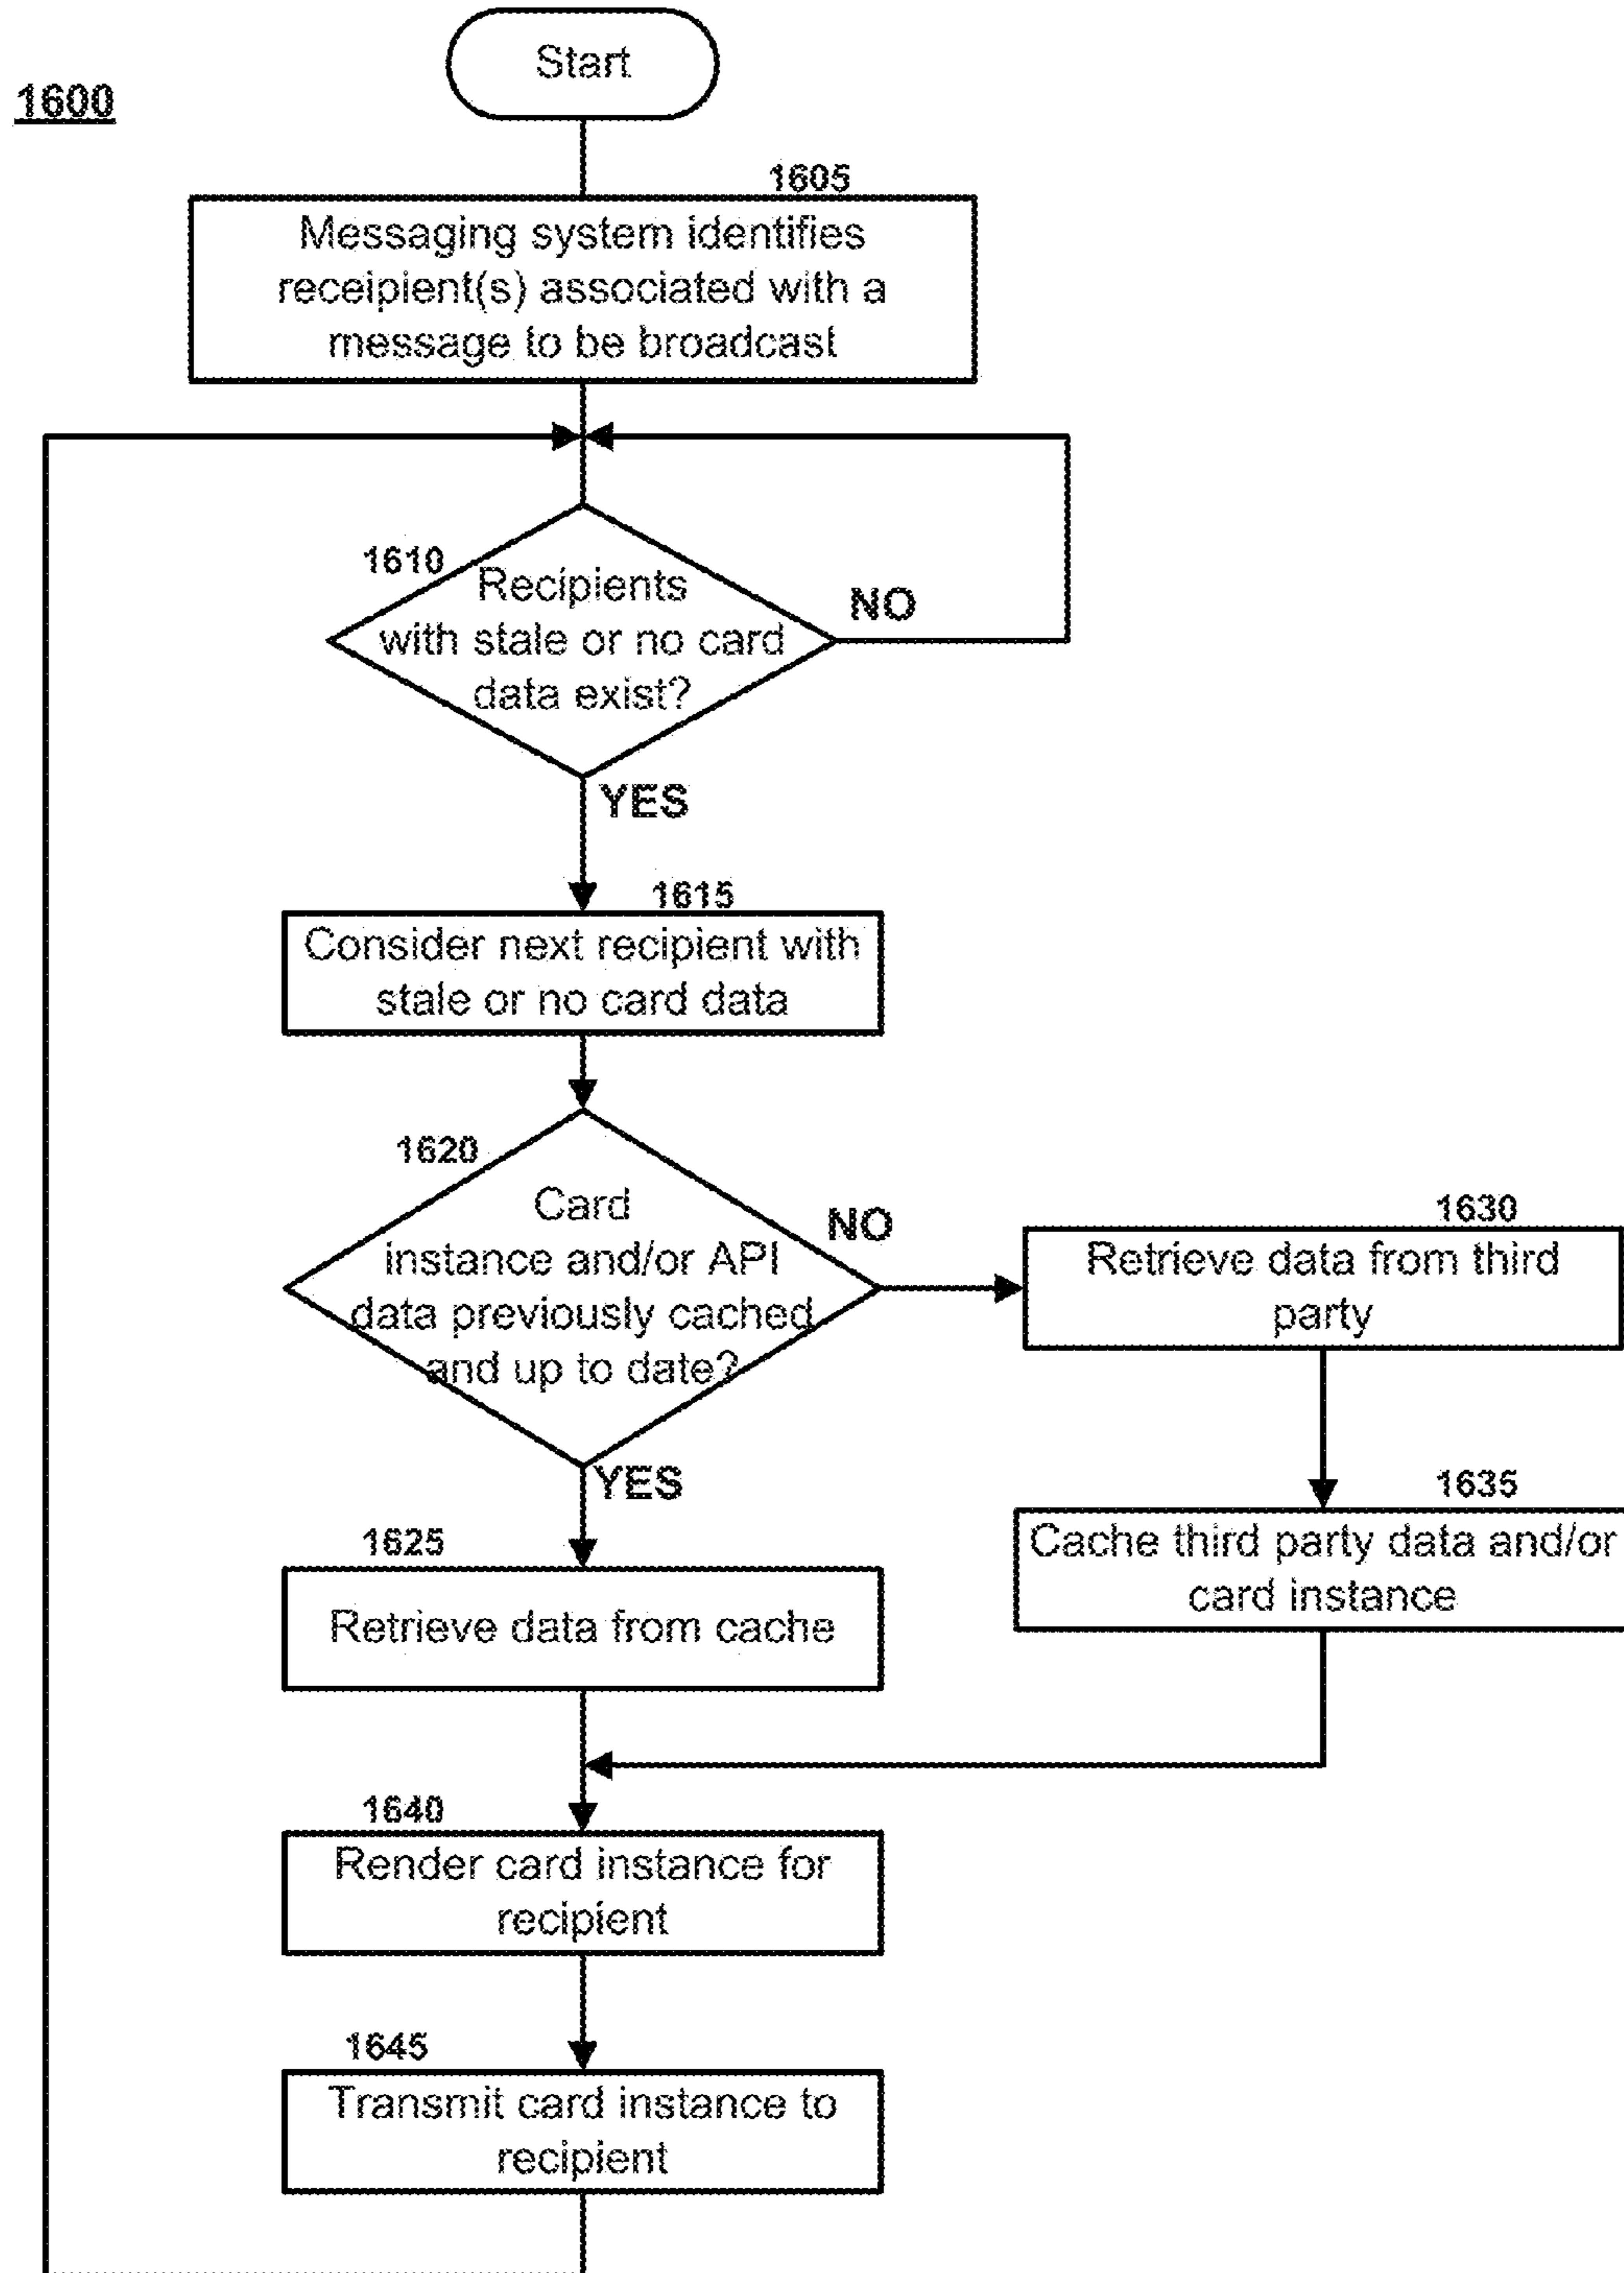 Start
1600
1605
Messaging system identifies
receipient(s) associated with a
message to be broadcast
1610
Recipients
with stale or no card
data exist?
NO
YES
1615
Consider next recipient with
stale or no card data
1620
Card
instance and/or API
data previously cached
and up to date?
NO
1630
Retrieve data from third
party
YES
1635
Cache third party data and/or
card instance
1625
Retrieve data from cache
1640
Render card instance for
recipient
1645
Transmit card instance to
recipient